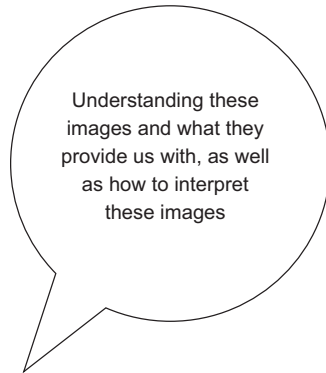 Understanding these
images and what they
provide us with, as well
as how to interpret
these images